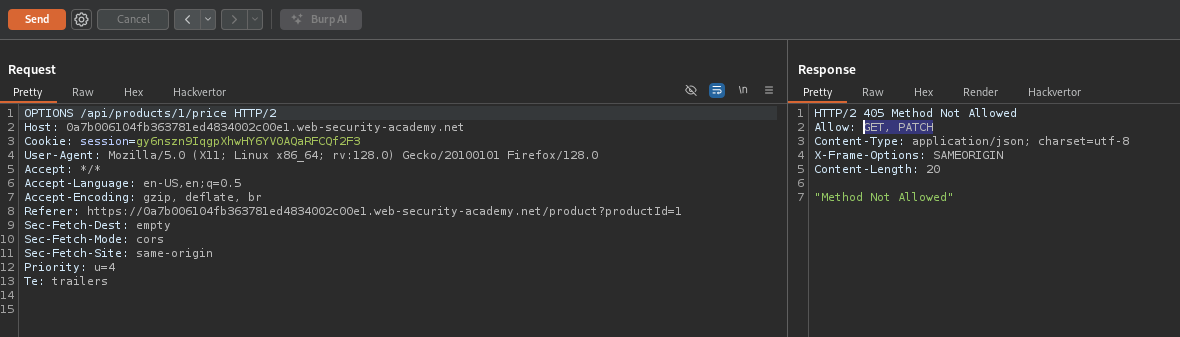 Send Cancel < > Burp AI
Request
Pretty Raw Hex Hackvertor \n
1 OPTIONS /api/products/1/price HTTP/2
2 Host: 0a7b006104fb363781ed4834002c00e1.web-security-academy.net
3 Cookie: session=gy6nszn9IqgpXhwHY6YVOAQaRFCQf2F3
4 User-Agent: Mozilla/5.0 (X11; Linux x86_64; rv:128.0) Gecko/20100101 Firefox/128.0
5 Accept: */*
6 Accept-Language: en-US,en;q=0.5
7 Accept-Encoding: gzip, deflate, br
8 Referer: https://0a7b006104fb363781ed4834002c00e1.web-security-academy.net/product?productId=1
9 Sec-Fetch-Dest: empty
10 Sec-Fetch-Mode: cors
11 Sec-Fetch-Site: same-origin
12 Priority: u=4
13 Te: trailers
14
15
Response
Pretty Raw Hex Render Hackvertor
1 HTTP/2 405 Method Not Allowed
2 Allow: GET, PATCH
3 Content-Type: application/json; charset=utf-8
4 X-Frame-Options: SAMEORIGIN
5 Content-Length: 20
6
7 "Method Not Allowed"